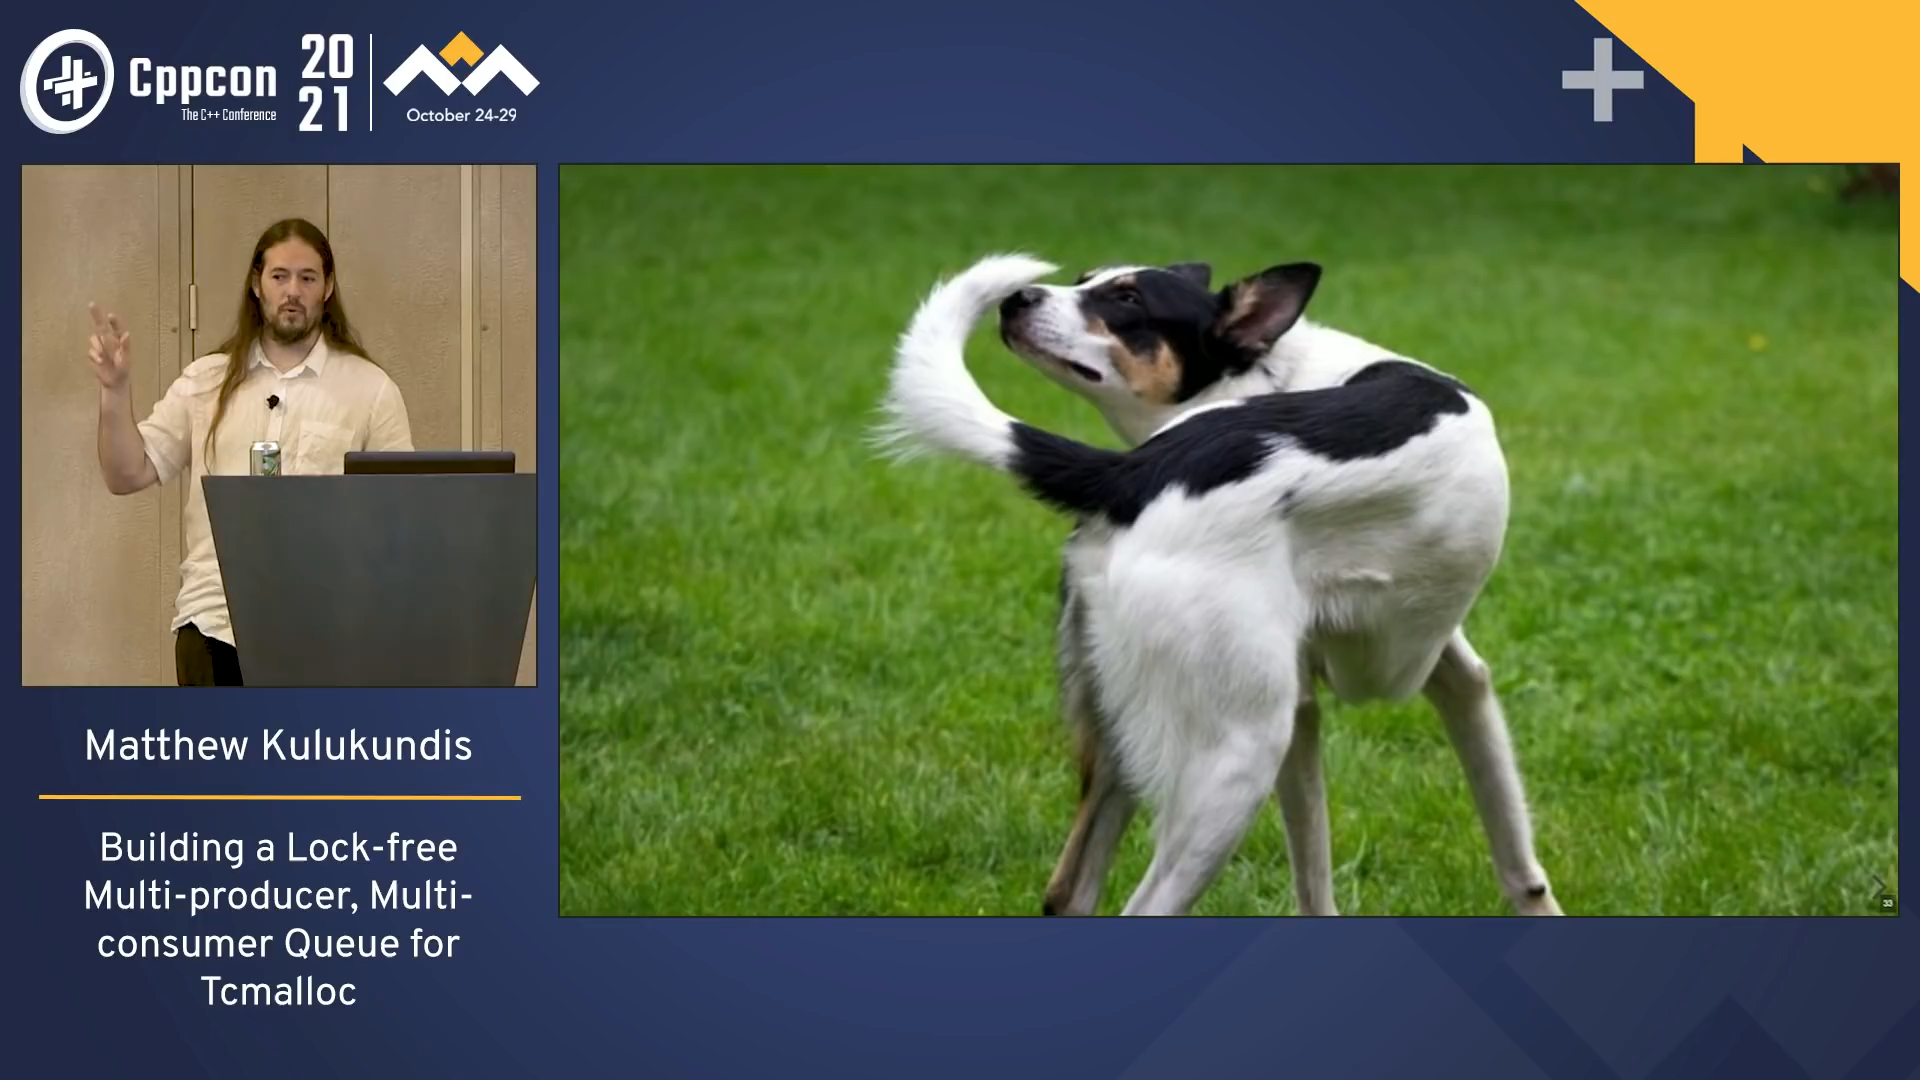 Cppcon
The C++ Conference
20
21
October 24-29
Matthew Kulukundis
Building a Lock-free
Multi-producer, Multi-
consumer Queue for
Tcmalloc
33